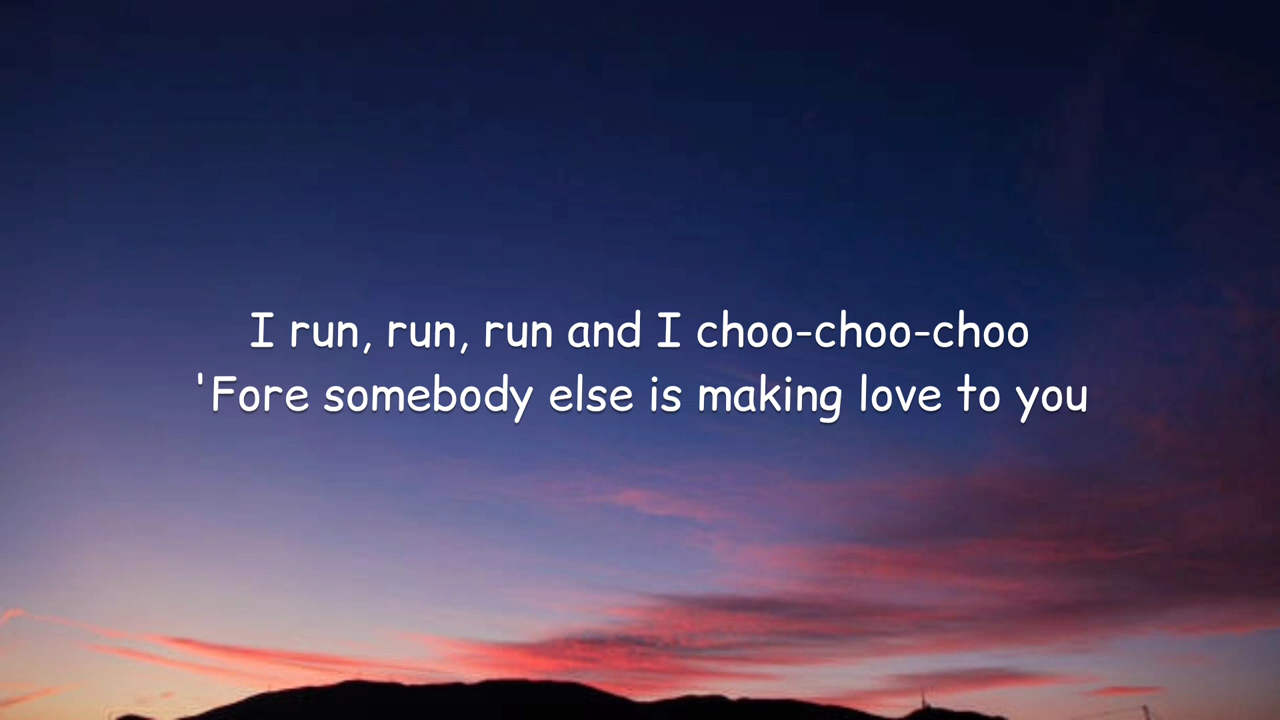 I run, run, run and I choo-choo-choo
'Fore somebody else is making love to you